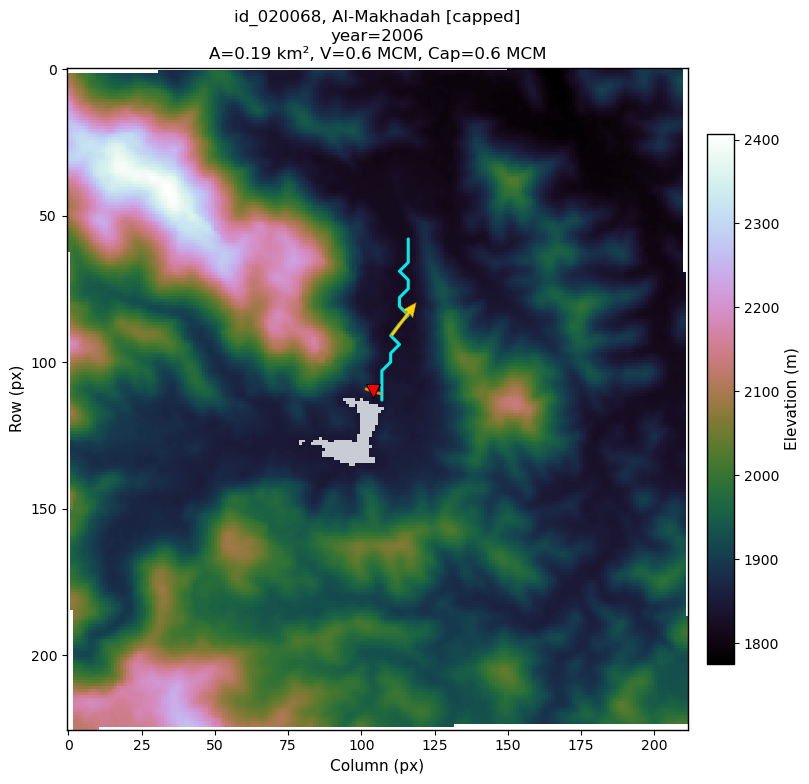 id_020068, Al-Makhadah [capped]
year=2006
A=0.19 km², V=0.6 MCM, Cap=0.6 MCM
0
50
100
150
200
Row (px)
0 25 50 75 100 125 150 175 200
Column (px)
2400
2300
2200
2100
2000
1900
1800
Elevation (m)